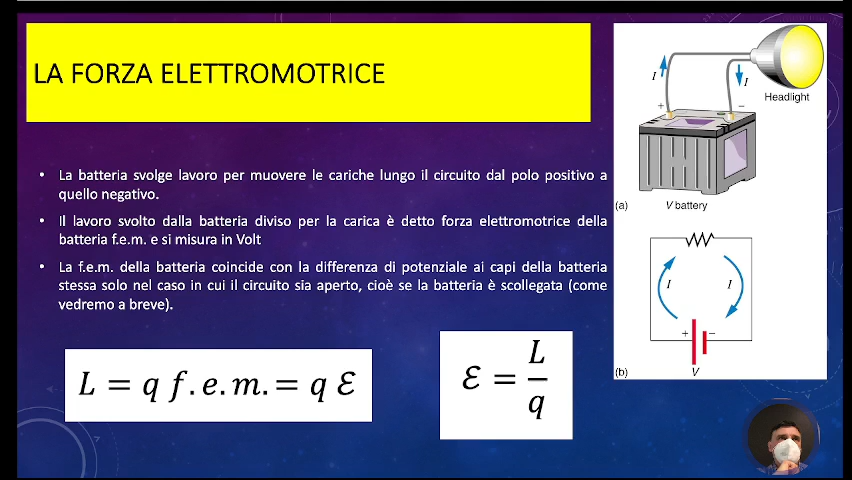 LA FORZA ELETTROMOTRICE
• La batteria svolge lavoro per muovere le cariche lungo il circuito dal polo positivo a
quello negativo.
• Il lavoro svolto dalla batteria diviso per la carica è detto forza elettromotrice della
batteria f.e.m. e si misura in Volt
• La f.e.m. della batteria coincide con la differenza di potenziale ai capi della batteria
stessa solo nel caso in cui il circuito sia aperto, cioè se la batteria è scollegata (come
vedremo a breve).
L = q f.e.m. = q ℰ
ℰ = L/q
I
I
Headlight
+ −
(a) V battery
I I
+ −
(b) V